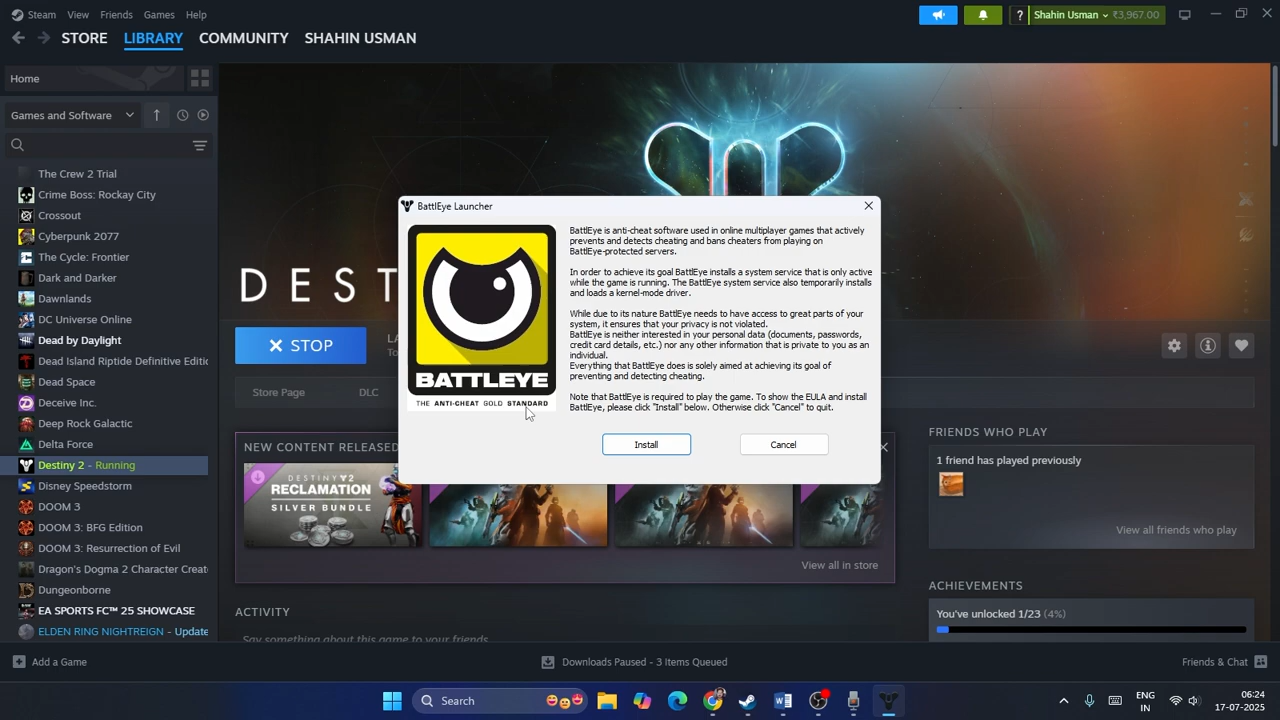 Steam View Friends Games Help
? Shahin Usman ₹3,967.00
STORE LIBRARY COMMUNITY SHAHIN USMAN
Home
Games and Software
The Crew 2 Trial
Crime Boss: Rockay City
Crossout
Cyberpunk 2077
The Cycle: Frontier
Dark and Darker
Dawnlands
DC Universe Online
Dead by Daylight
Dead Island Riptide Definitive Editio
Dead Space
Deceive Inc.
Deep Rock Galactic
Delta Force
Destiny 2 - Running
Disney Speedstorm
DOOM 3
DOOM 3: BFG Edition
DOOM 3: Resurrection of Evil
Dragon's Dogma 2 Character Creat
Dungeonborne
EA SPORTS FC™ 25 SHOWCASE
ELDEN RING NIGHTREIGN - Update
Add a Game
DEST
STOP
LA
To
Store Page DLC
BattlEye Launcher
BATTLEYE
THE ANTI-CHEAT GOLD STANDARD
BattlEye is anti-cheat software used in online multiplayer games that actively
prevents and detects cheating and bans cheaters from playing on
BattlEye-protected servers.
In order to achieve its goal BattlEye installs a system service that is only active
while the game is running. The BattlEye system service also temporarily installs
and loads a kernel-mode driver.
While due to its nature BattlEye needs to have access to great parts of your
system, it ensures that your privacy is not violated.
BattlEye is neither interested in your personal data (documents, passwords,
credit card details, etc.) nor any other information that is private to you as an
individual.
Everything that BattlEye does is solely aimed at achieving its goal of
preventing and detecting cheating.
Note that BattlEye is required to play the game. To show the EULA and install
BattlEye, please click "Install" below. Otherwise click "Cancel" to quit.
Install Cancel
NEW CONTENT RELEASED
DESTINY 2
RECLAMATION
SILVER BUNDLE
View all in store
ACTIVITY
Say something about this game to your friends
FRIENDS WHO PLAY
1 friend has played previously
View all friends who play
ACHIEVEMENTS
You've unlocked 1/23 (4%)
Downloads Paused - 3 Items Queued
Friends & Chat
Search
ENG
IN
06:24
17-07-2025